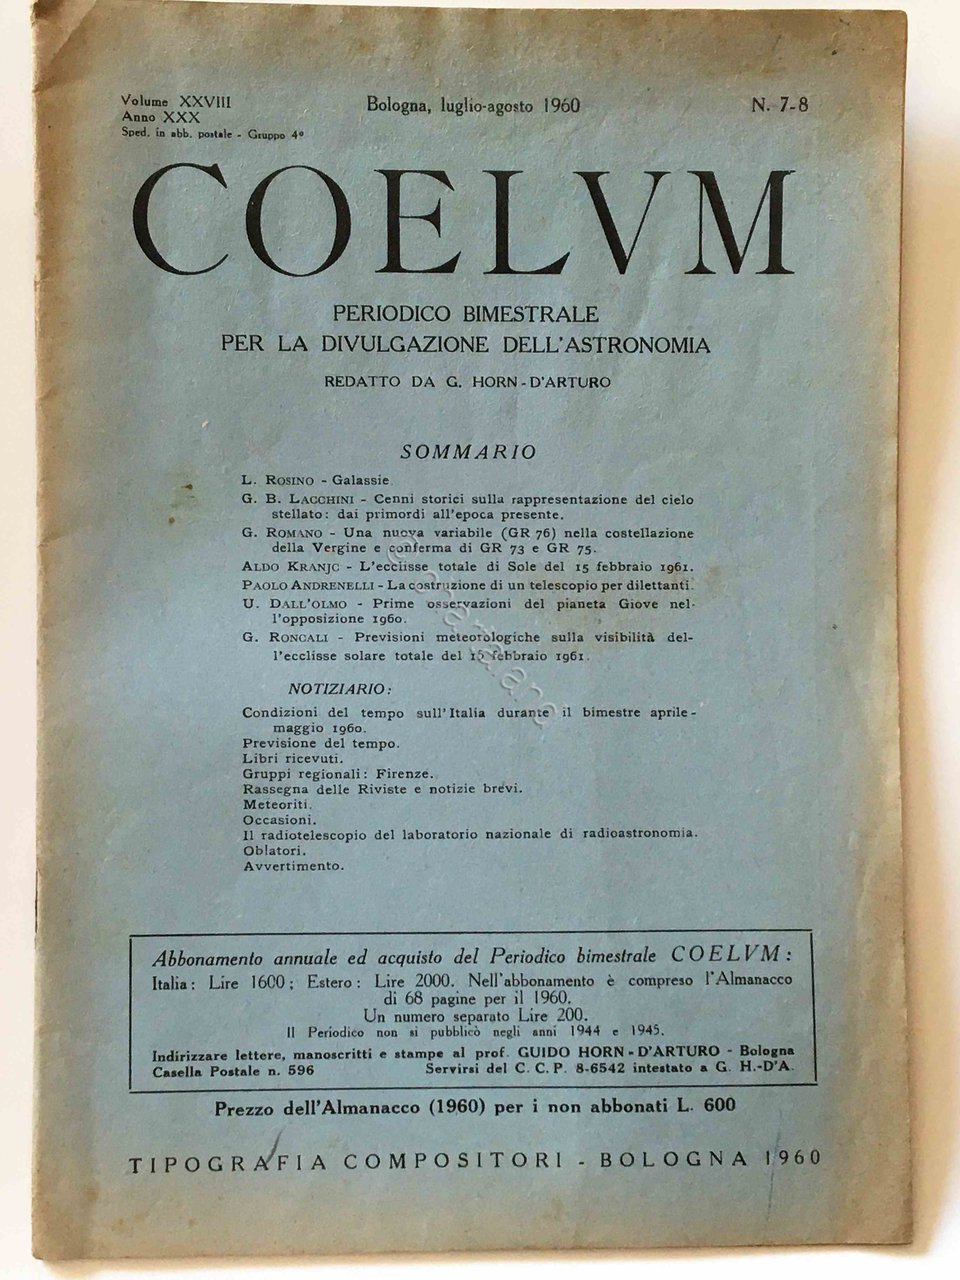 Volume XXVIII
Anno XXX
Sped. in abb. postale - Gruppo 4º
Bologna, luglio-agosto 1960
N. 7-8
COELVM
PERIODICO BIMESTRALE
PER LA DIVULGAZIONE DELL'ASTRONOMIA
REDATTO DA G. HORN-D'ARTURO
SOMMARIO
L. ROSINO - Galassie.
G. B. LACCHINI - Cenni storici sulla rappresentazione del cielo
stellato: dai primordi all'epoca presente.
G. ROMANO - Una nuova variabile (GR 76) nella costellazione
della Vergine e conferma di GR 73 e GR 75.
ALDO KRANJC - L'ecclisse totale di Sole del 15 febbraio 1961.
PAOLO ANDRENELLI - La costruzione di un telescopio per dilettanti.
U. DALL'OLMO - Prime osservazioni del pianeta Giove nel-
l'opposizione 1960.
G. RONCALI - Previsioni meteorologiche sulla visibilità del-
l'ecclisse solare totale del 15 febbraio 1961.
NOTIZIARIO:
Condizioni del tempo sull'Italia durante il bimestre aprile-
maggio 1960.
Previsione del tempo.
Libri ricevuti.
Gruppi regionali: Firenze.
Rassegna delle Riviste e notizie brevi.
Meteoriti.
Occasioni.
Il radiotelescopio del laboratorio nazionale di radioastronomia.
Oblatori.
Avvertimento.
Abbonamento annuale ed acquisto del Periodico bimestrale COELVM:
Italia: Lire 1600; Estero: Lire 2000. Nell'abbonamento è compreso l'Almanacco
di 68 pagine per il 1960.
Un numero separato Lire 200.
Il Periodico non si pubblicò negli anni 1944 e 1945.
Indirizzare lettere, manoscritti e stampe al prof. GUIDO HORN-D'ARTURO - Bologna
Casella Postale n. 596 Servirsi del C. C. P. 8-6542 intestato a G. H.-D'A.
Prezzo dell'Almanacco (1960) per i non abbonati L. 600
TIPOGRAFIA COMPOSITORI - BOLOGNA 1960